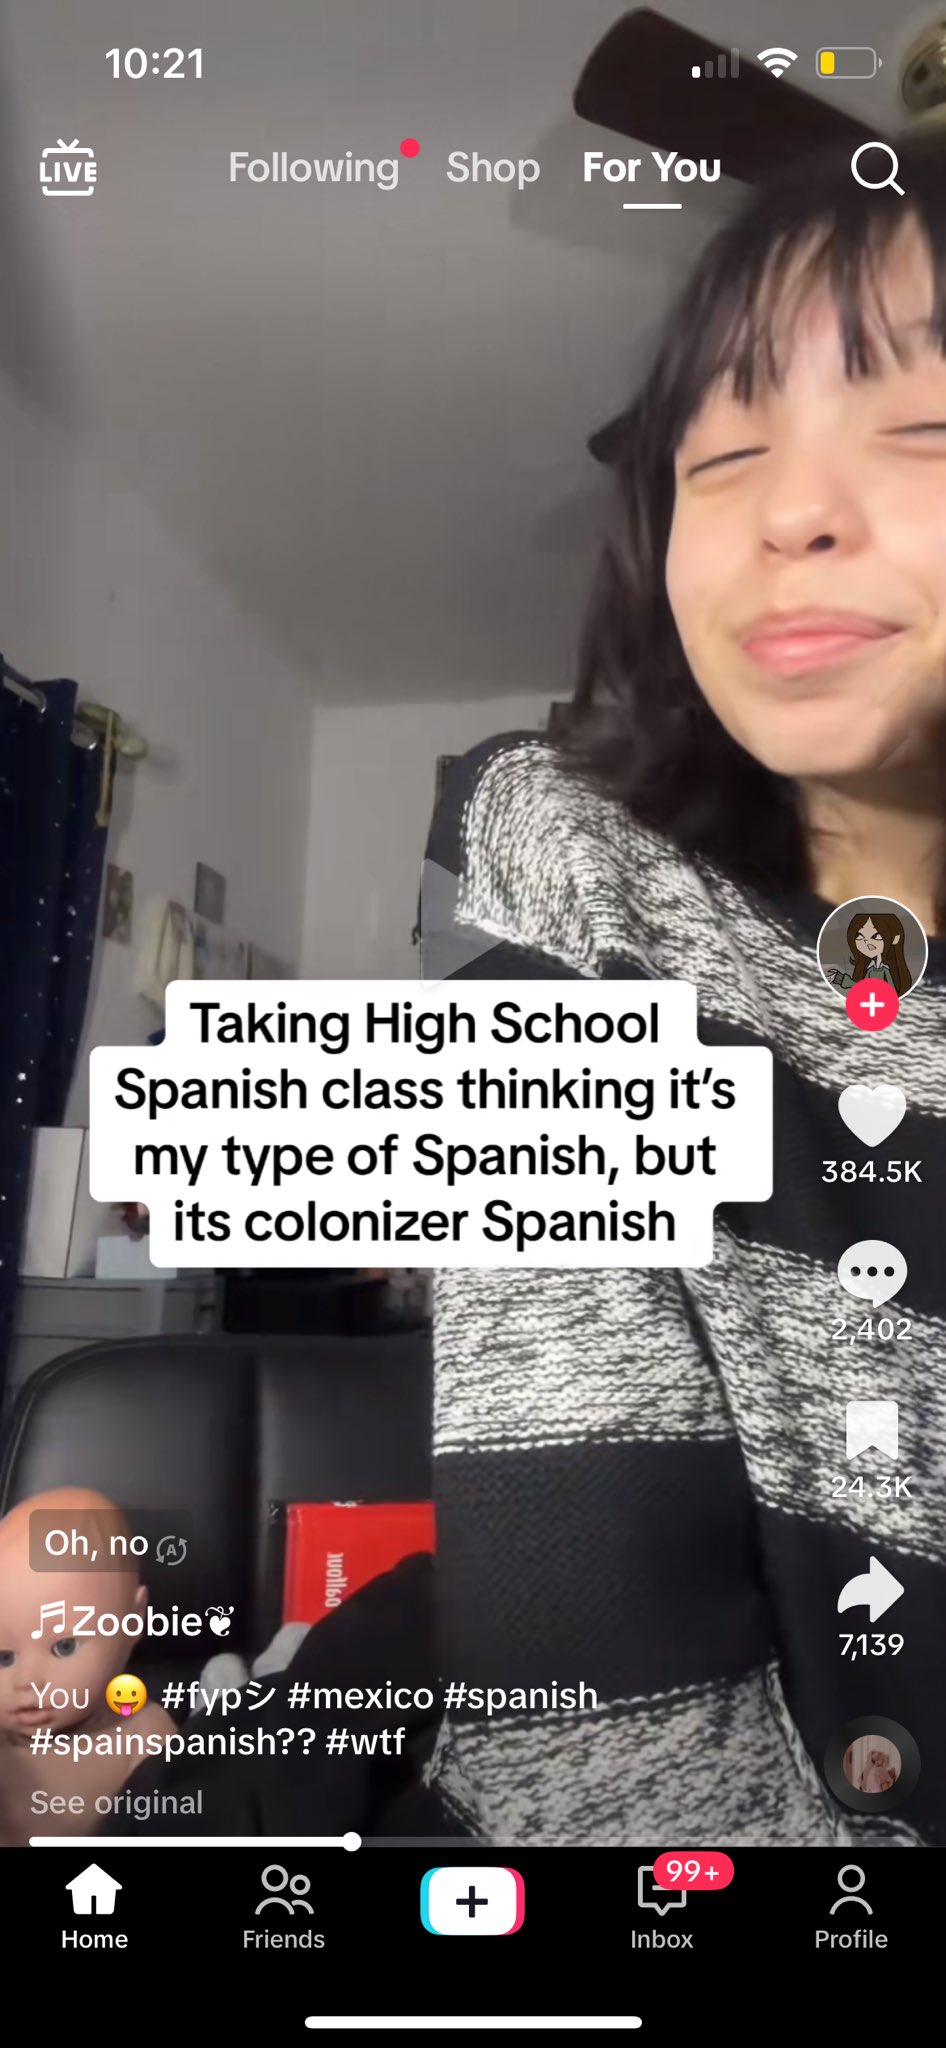 10:21
LIVE
Following Shop For You
Taking High School
Spanish class thinking it's
my type of Spanish, but
its colonizer Spanish
384.5K
2,402
24.3K
7,139
Oh, no
🎵Zoobie❦
You 😛 #fypシ #mexico #spanish
#spainspanish?? #wtf
See original
Home Friends Inbox 99+ Profile